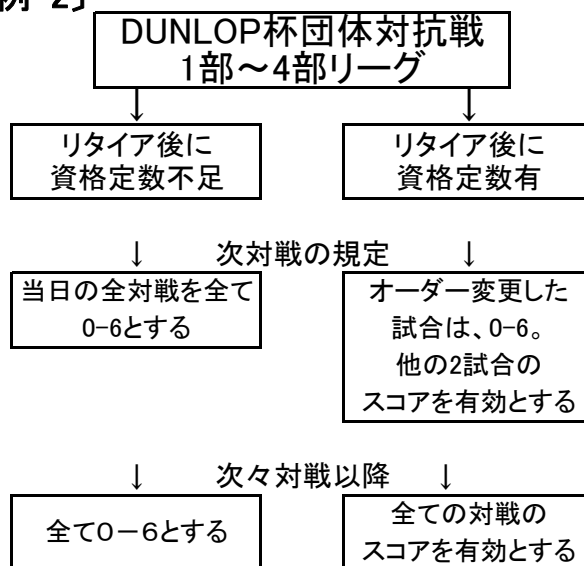 例-2】
DUNLOP杯団体対抗戦
1部～4部リーグ
↓ ↓
リタイア後に
資格定数不足
リタイア後に
資格定数有
↓ 次対戦の規定 ↓
当日の全対戦を全て
0-6とする
オーダー変更した
試合は、0-6。
他の2試合の
スコアを有効とする
↓ 次々対戦以降 ↓
全て0－6とする
全ての対戦の
スコアを有効とする